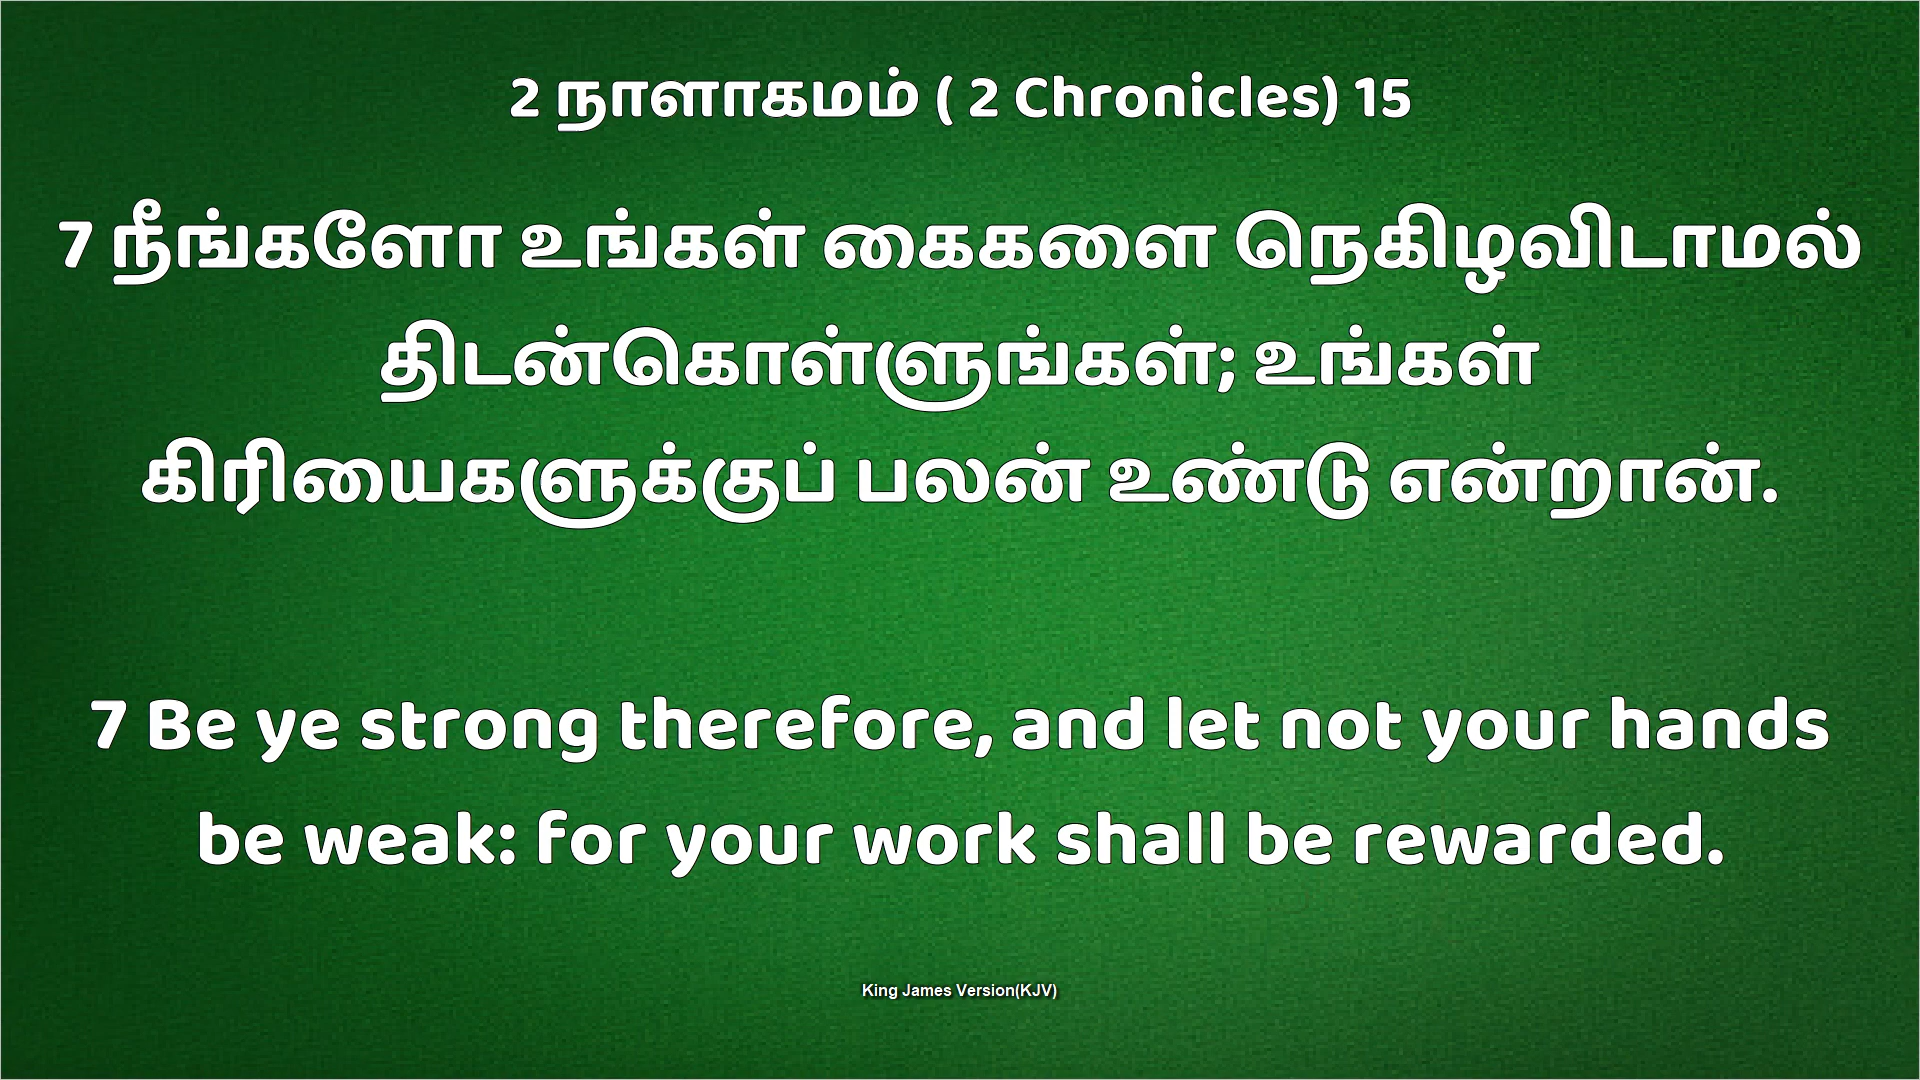 2 நாளாகமம் ( 2 Chronicles) 15
7 நீங்களோ உங்கள் கைகளை நெகிழவிடாமல்
திடன்கொள்ளுங்கள்; உங்கள்
கிரியைகளுக்குப் பலன் உண்டு என்றான்.
7 Be ye strong therefore, and let not your hands
be weak: for your work shall be rewarded.
King James Version(KJV)